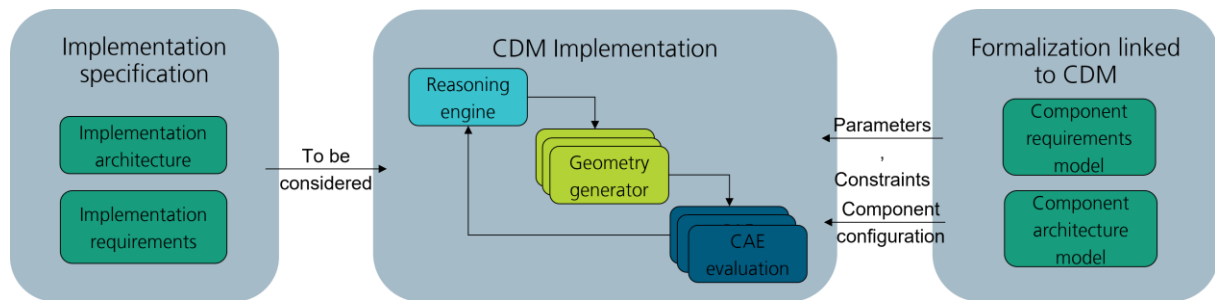 Implementation
specification
Implementation
architecture
Implementation
requirements
To be
considered
CDM Implementation
Reasoning
engine
Geometry
generator
CAE
evaluation
Parameters
,
Constraints
Component
configuration
Formalization linked
to CDM
Component
requirements
model
Component
architecture
model